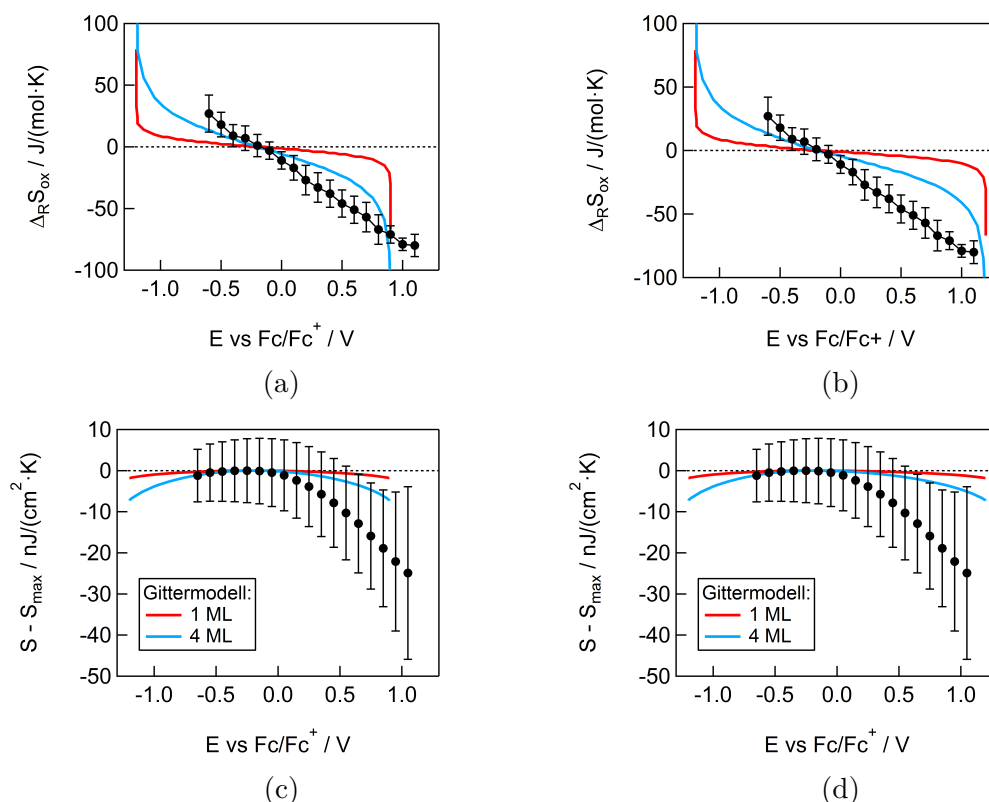 100
50
0
-50
-100
Δ_R S_ox / J/(mol·K)
-1.0 -0.5 0.0 0.5 1.0
E vs Fc/Fc⁺ / V
(a)
100
50
0
-50
-100
Δ_R S_ox / J/(mol·K)
-1.0 -0.5 0.0 0.5 1.0
E vs Fc/Fc+ / V
(b)
10
0
-10
-20
-30
-40
-50
S - S_max / nJ/(cm²·K)
Gittermodell:
1 ML
4 ML
-1.0 -0.5 0.0 0.5 1.0
E vs Fc/Fc⁺ / V
(c)
10
0
-10
-20
-30
-40
-50
S - S_max / nJ/(cm²·K)
Gittermodell:
1 ML
4 ML
-1.0 -0.5 0.0 0.5 1.0
E vs Fc/Fc⁺ / V
(d)